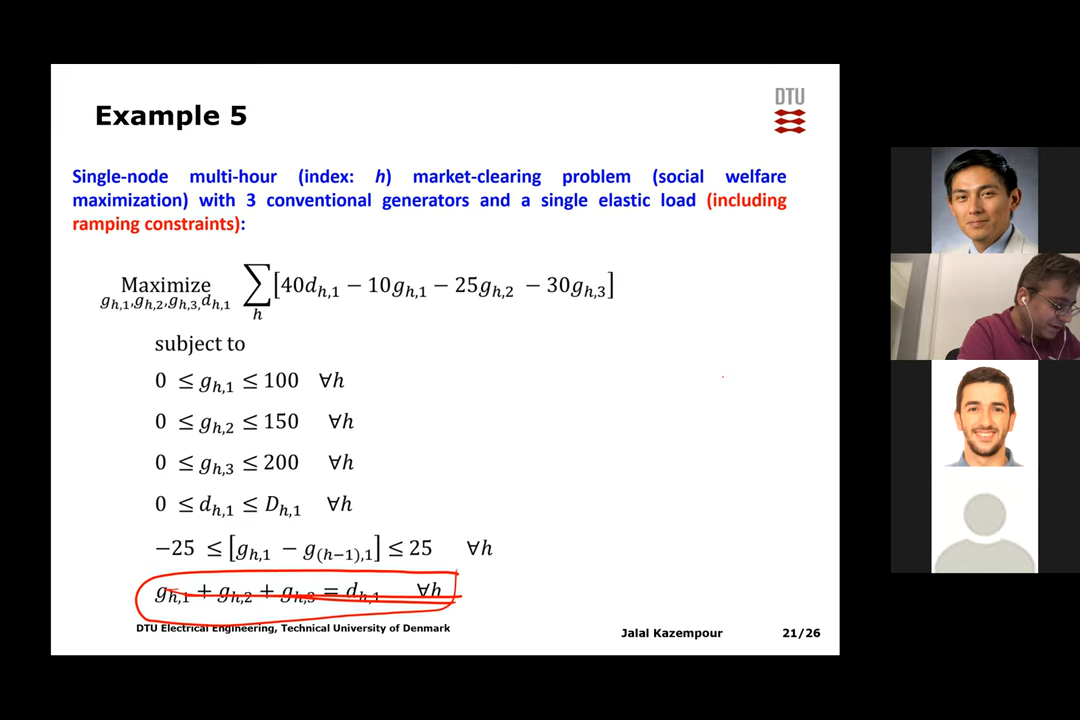 Example 5
DTU
Single-node multi-hour (index: h) market-clearing problem (social welfare
maximization) with 3 conventional generators and a single elastic load (including
ramping constraints):
Maximize ∑[40d_{h,1} − 10g_{h,1} − 25g_{h,2} − 30g_{h,3}]
g_{h,1},g_{h,2},g_{h,3},d_{h,1} h
subject to
0 ≤ g_{h,1} ≤ 100 ∀h
0 ≤ g_{h,2} ≤ 150 ∀h
0 ≤ g_{h,3} ≤ 200 ∀h
0 ≤ d_{h,1} ≤ D_{h,1} ∀h
−25 ≤ [g_{h,1} − g_{(h−1),1}] ≤ 25 ∀h
g_{h,1} + g_{h,2} + g_{h,3} = d_{h,1} ∀h
DTU Electrical Engineering, Technical University of Denmark
Jalal Kazempour
21/26